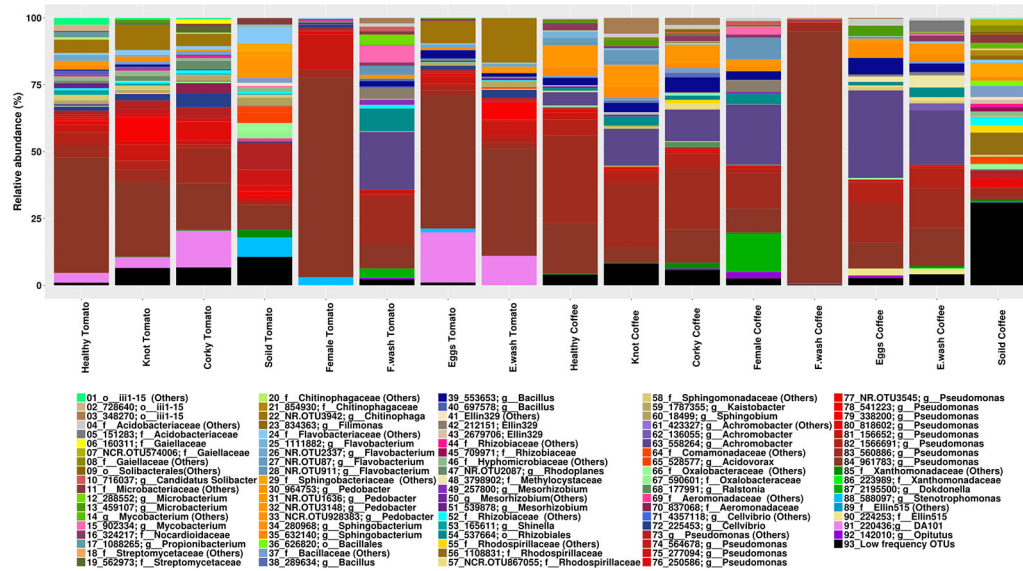 Relative abundance (%)
100
75
50
25
0
Healthy Tomato
Knot Tomato
Corky Tomato
Soild Tomato
Female Tomato
F.wash Tomato
Eggs Tomato
E.wash Tomato
Healthy Coffee
Knot Coffee
Corky Coffee
Female Coffee
F.wash Coffee
Eggs Coffee
E.wash Coffee
Soild Coffee
01_o__iii1-15 (Others)
02_728640; o__iii1-15
03_348270; o__iii1-15
04_f__Acidobacteriaceae (Others)
05_151283; f__Acidobacteriaceae
06_160311; f__Gaiellaceae
07_NCR.OTU574006; f__Gaiellaceae
08_f__Gaiellaceae (Others)
09_o__Solibacterales (Others)
10_716037; g__Candidatus Solibacter
11_f__Microbacteriaceae (Others)
12_288552; g__Microbacterium
13_459107; g__Microbacterium
14_g__Mycobacterium (Others)
15_902334; g__Mycobacterium
16_324217; f__Nocardioidaceae
17_1088265; g__Propionibacterium
18_f__Streptomycetaceae (Others)
19_562973; f__Streptomycetaceae
20_f__Chitinophagaceae (Others)
21_854930; f__Chitinophagaceae
22_NR.OTU3942; g__Chitinophaga
23_834363; g__Filimonas
24_f__Flavobacteriaceae (Others)
25_1111882; g__Flavobacterium
26_NR.OTU2337; g__Flavobacterium
27_NR.OTU87; g__Flavobacterium
28_NR.OTU911; g__Flavobacterium
29_f__Sphingobacteriaceae (Others)
30_964753; g__Pedobacter
31_NR.OTU1636; g__Pedobacter
32_NR.OTU3148; g__Pedobacter
33_NCR.OTU928383; g__Pedobacter
34_280968; g__Sphingobacterium
35_632140; g__Sphingobacterium
36_626820; o__Bacillales
37_f__Bacillaceae (Others)
38_289634; g__Bacillus
39_553653; g__Bacillus
40_697578; g__Bacillus
41_Ellin329 (Others)
42_212151; Ellin329
43_2679706; Ellin329
44_f__Rhizobiaceae (Others)
45_709971; f__Rhizobiaceae
46_f__Hyphomicrobiaceae (Others)
47_NR.OTU2087; g__Rhodoplanes
48_3798902; f__Methylocystaceae
49_257800; g__Mesorhizobium
50_g__Mesorhizobium(Others)
51_539878; g__Mesorhizobium
52_f__Rhizobiaceae (Others)
53_165611; g__Shinella
54_537664; o__Rhizobiales
55_f__Rhodospirillaceae (Others)
56_1108831; f__Rhodospirillaceae
57_NCR.OTU867055; f__Rhodospirillaceae
58_f__Sphingomonadaceae (Others)
59_1787355; g__Kaistobacter
60_18499; g__Sphingobium
61_423327; g__Achromobacter (Others)
62_136055; g__Achromobacter
63_558264; g__Achromobacter
64_f__Comamonadaceae (Others)
65_528577; g__Acidovorax
66_f__Oxalobacteraceae (Others)
67_590601; f__Oxalobacteraceae
68_177991; g__Ralstonia
69_f__Aeromonadaceae (Others)
70_837068; f__Aeromonadaceae
71_4357118; g__Cellvibrio (Others)
72_225453; g__Cellvibrio
73_g__Pseudomonas (Others)
74_564678; g__Pseudomonas
75_277094; g__Pseudomonas
76_250586; g__Pseudomonas
77_NR.OTU3545; g__Pseudomonas
78_541223; g__Pseudomonas
79_338200; g__Pseudomonas
80_818602; g__Pseudomonas
81_156652; g__Pseudomonas
82_1566691; g__Pseudomonas
83_560886; g__Pseudomonas
84_961783; g__Pseudomonas
85_f__Xanthomonadaceae (Others)
86_223989; f__Xanthomonadaceae
87_2195500; g__Dokdonella
88_588097; g__Stenotrophomonas
89_f__Ellin515 (Others)
90_224253; f__Ellin515
91_220436; g__DA101
92_142010; g__Opitutus
93_Low frequency OTUs